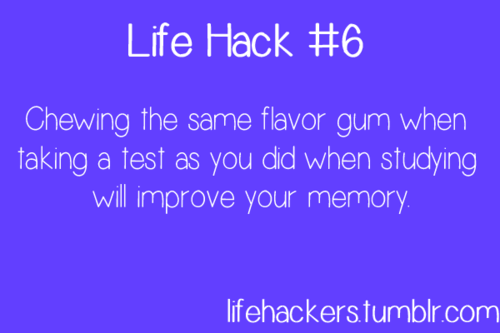 Life Hack #6
Chewing the same flavor gum when
taking a test as you did when studying
will improve your memory.
lifehackers.tumblr.com